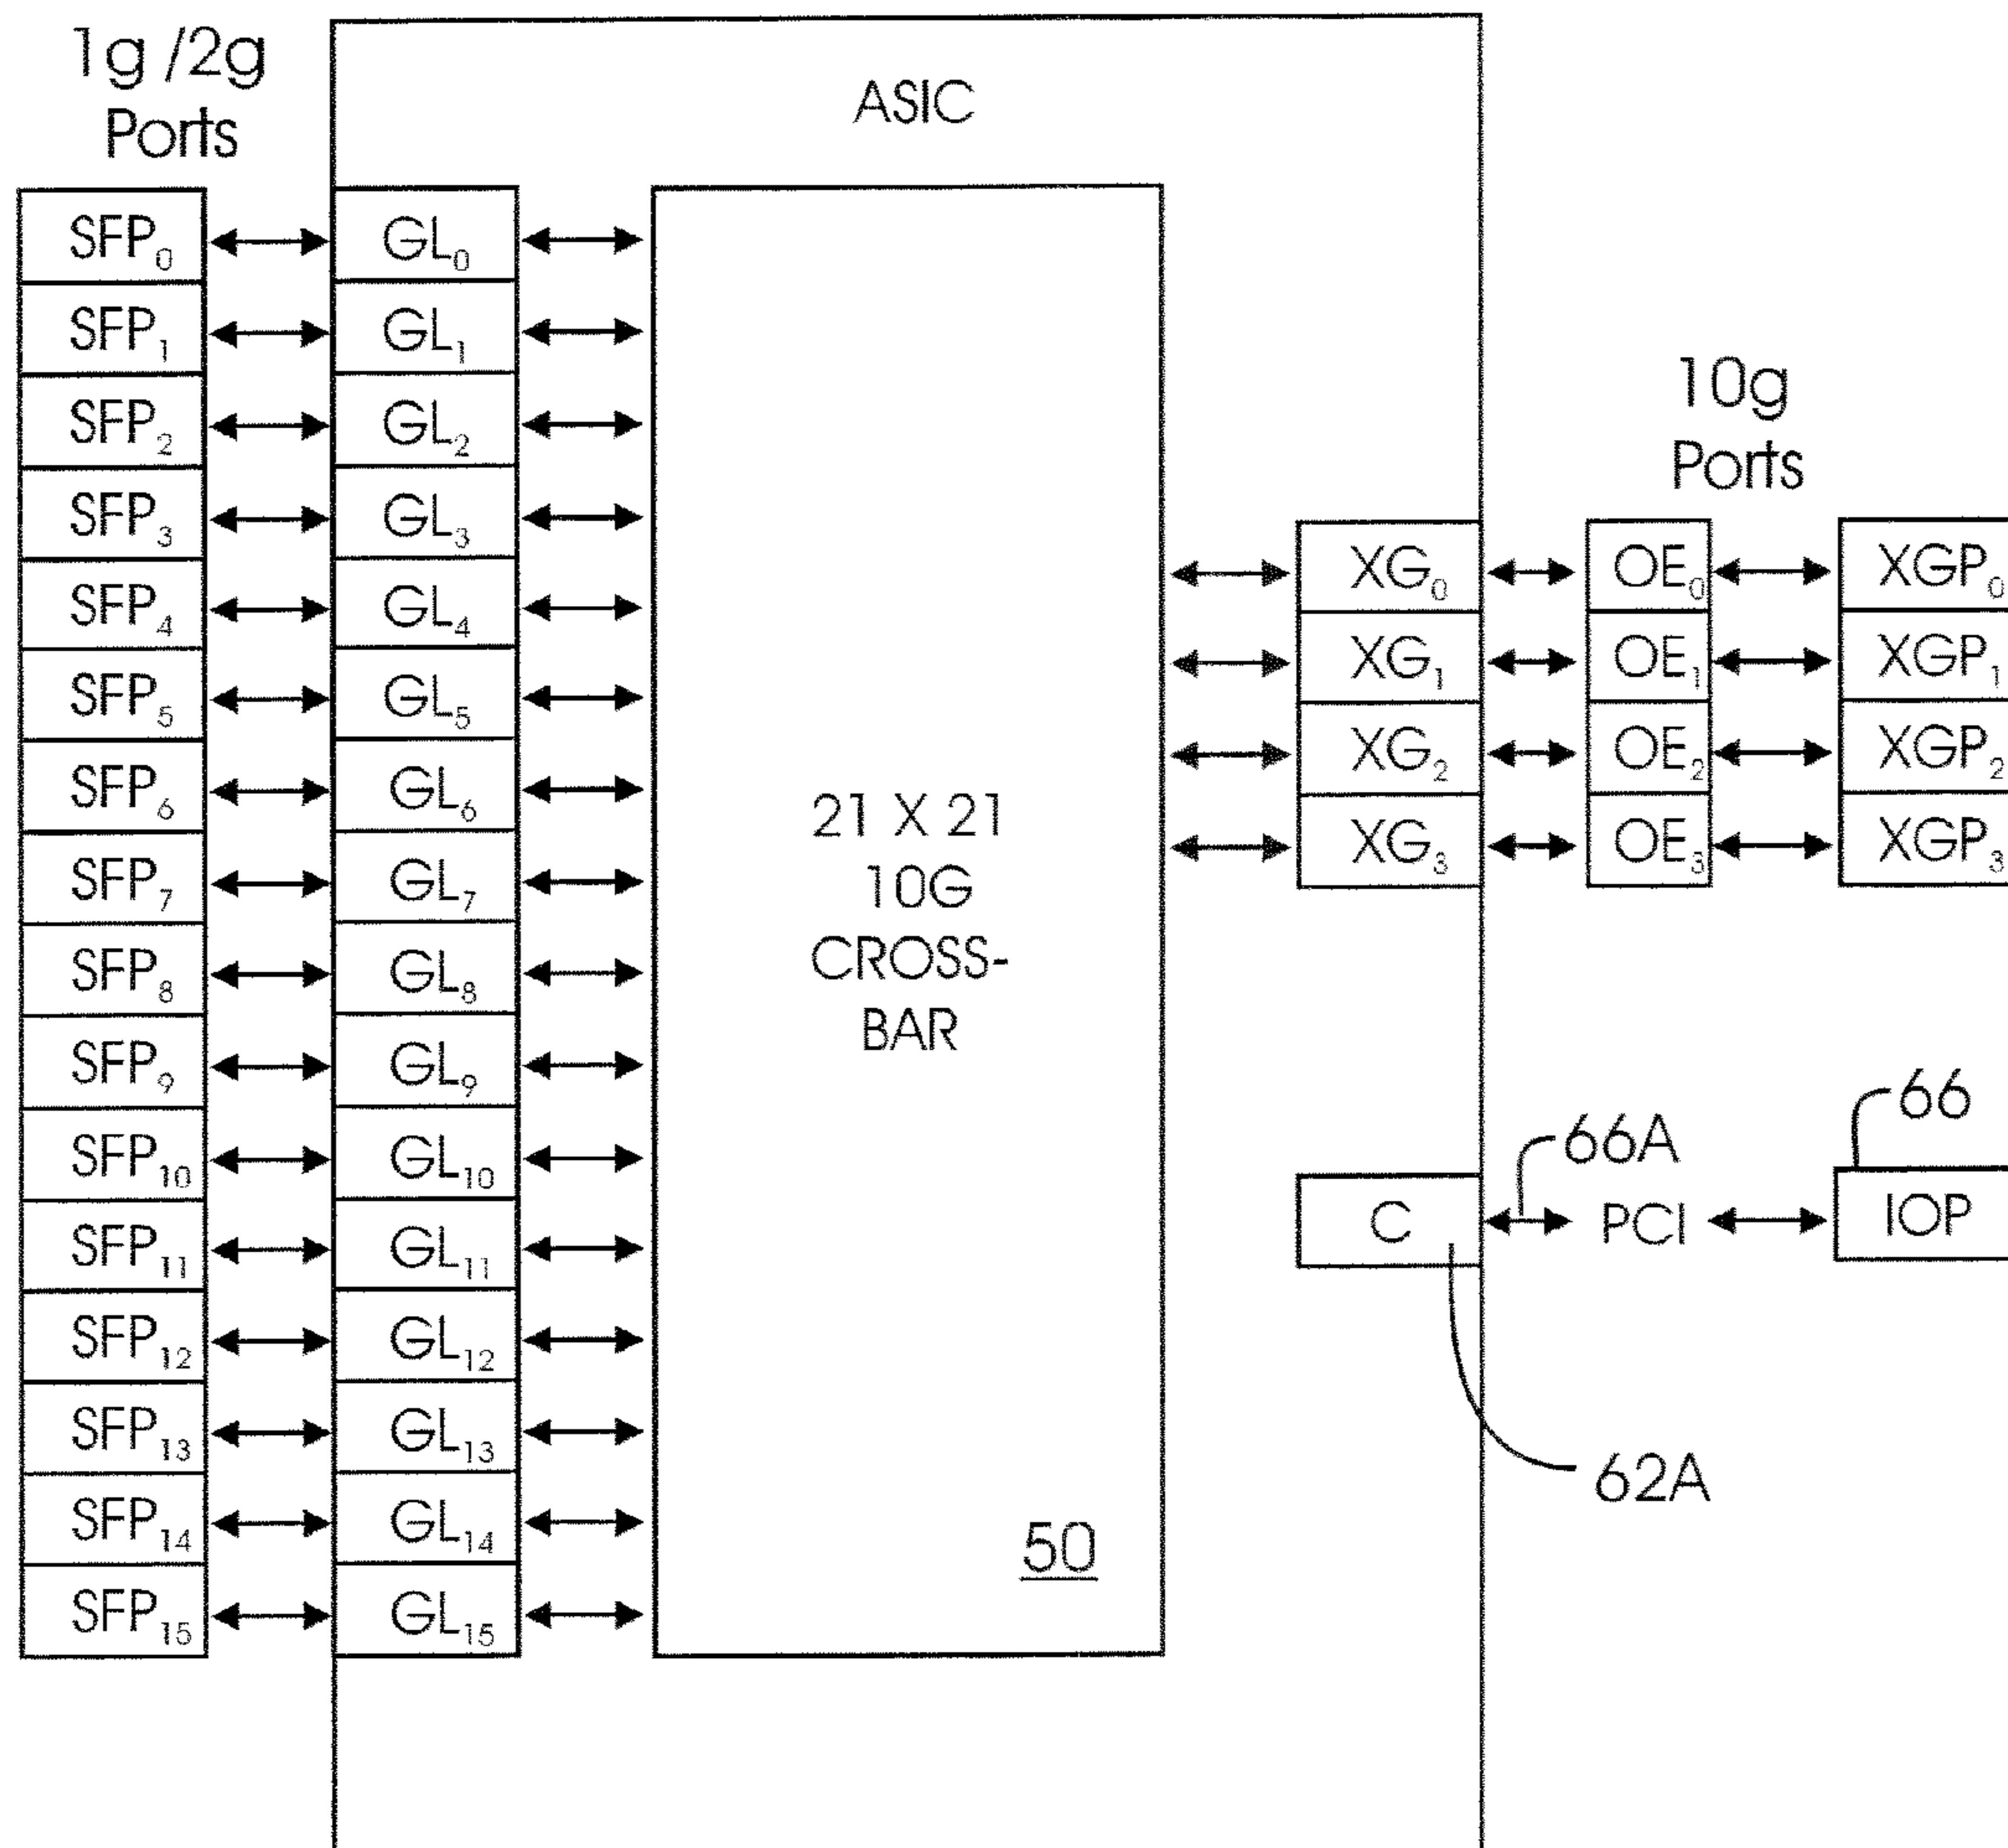 1g /2g
Ports
ASIC
SFP₀ GL₀
SFP₁ GL₁
SFP₂ GL₂
SFP₃ GL₃
SFP₄ GL₄
SFP₅ GL₅
SFP₆ GL₆
SFP₇ GL₇
SFP₈ GL₈
SFP₉ GL₉
SFP₁₀ GL₁₀
SFP₁₁ GL₁₁
SFP₁₂ GL₁₂
SFP₁₃ GL₁₃
SFP₁₄ GL₁₄
SFP₁₅ GL₁₅
21 X 21
10G
CROSS-
BAR
50
10g
Ports
XG₀ OE₀ XGP₀
XG₁ OE₁ XGP₁
XG₂ OE₂ XGP₂
XG₃ OE₃ XGP₃
66
66A
C PCI IOP
62A